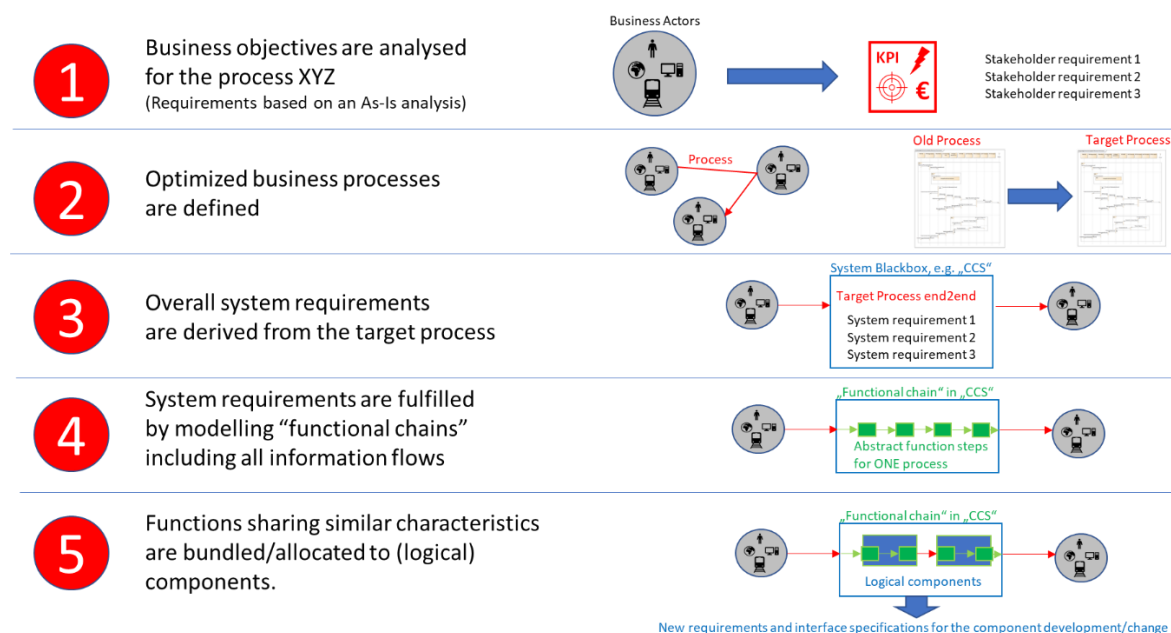 Business Actors
1
Business objectives are analysed
for the process XYZ
(Requirements based on an As-Is analysis)
KPI
€
Stakeholder requirement 1
Stakeholder requirement 2
Stakeholder requirement 3
2
Optimized business processes
are defined
Process
Old Process
Target Process
3
Overall system requirements
are derived from the target process
System Blackbox, e.g. „CCS“
Target Process end2end
System requirement 1
System requirement 2
System requirement 3
4
System requirements are fulfilled
by modelling “functional chains”
including all information flows
„Functional chain“ in „CCS“
Abstract function steps
for ONE process
5
Functions sharing similar characteristics
are bundled/allocated to (logical)
components.
„Functional chain“ in „CCS“
Logical components
New requirements and interface specifications for the component development/change